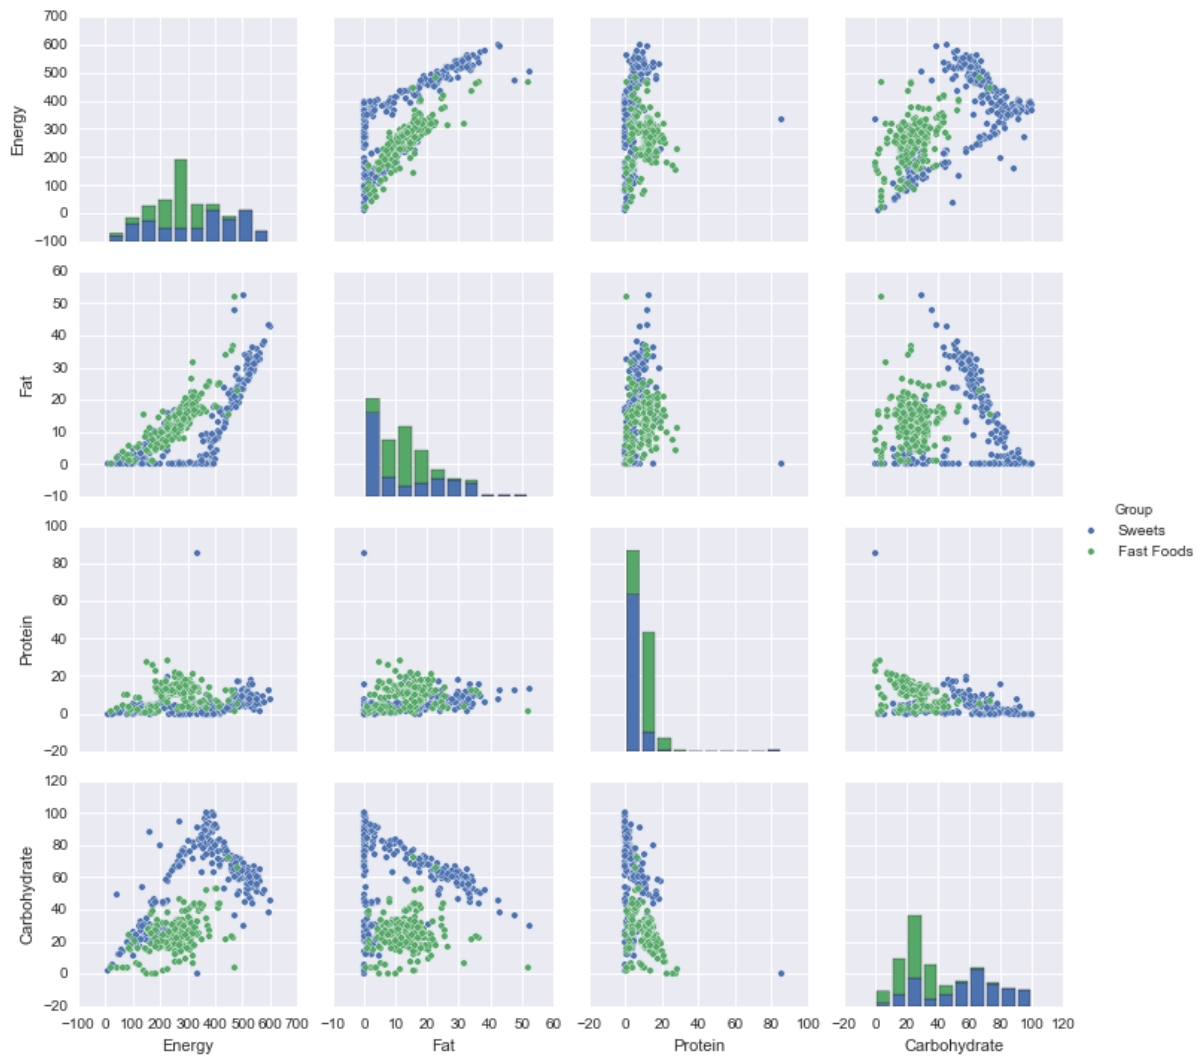 700
600
500
400
300
200
100
0
−100
Energy
60
50
40
30
20
10
0
−10
Fat
Group
Sweets
Fast Foods
100
80
60
40
20
0
−20
Protein
120
100
80
60
40
20
0
−20
Carbohydrate
−100 0 100 200 300 400 500 600 700
−10 0 10 20 30 40 50 60
−20 0 20 40 60 80 100
−20 0 20 40 60 80 100 120
Energy Fat Protein Carbohydrate